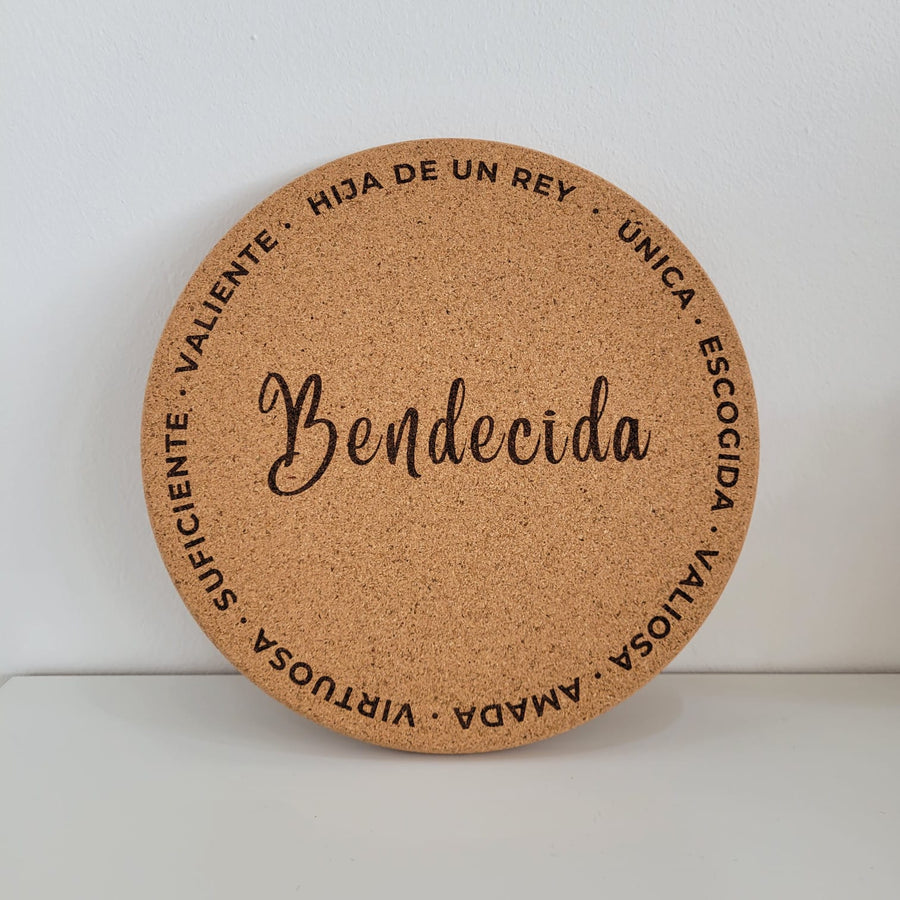 HIJA DE UN REY · ÚNICA · ESCOGIDA · VALIOSA · AMADA · VIRTUOSA · SUFICIENTE · VALIENTE ·
Bendecida